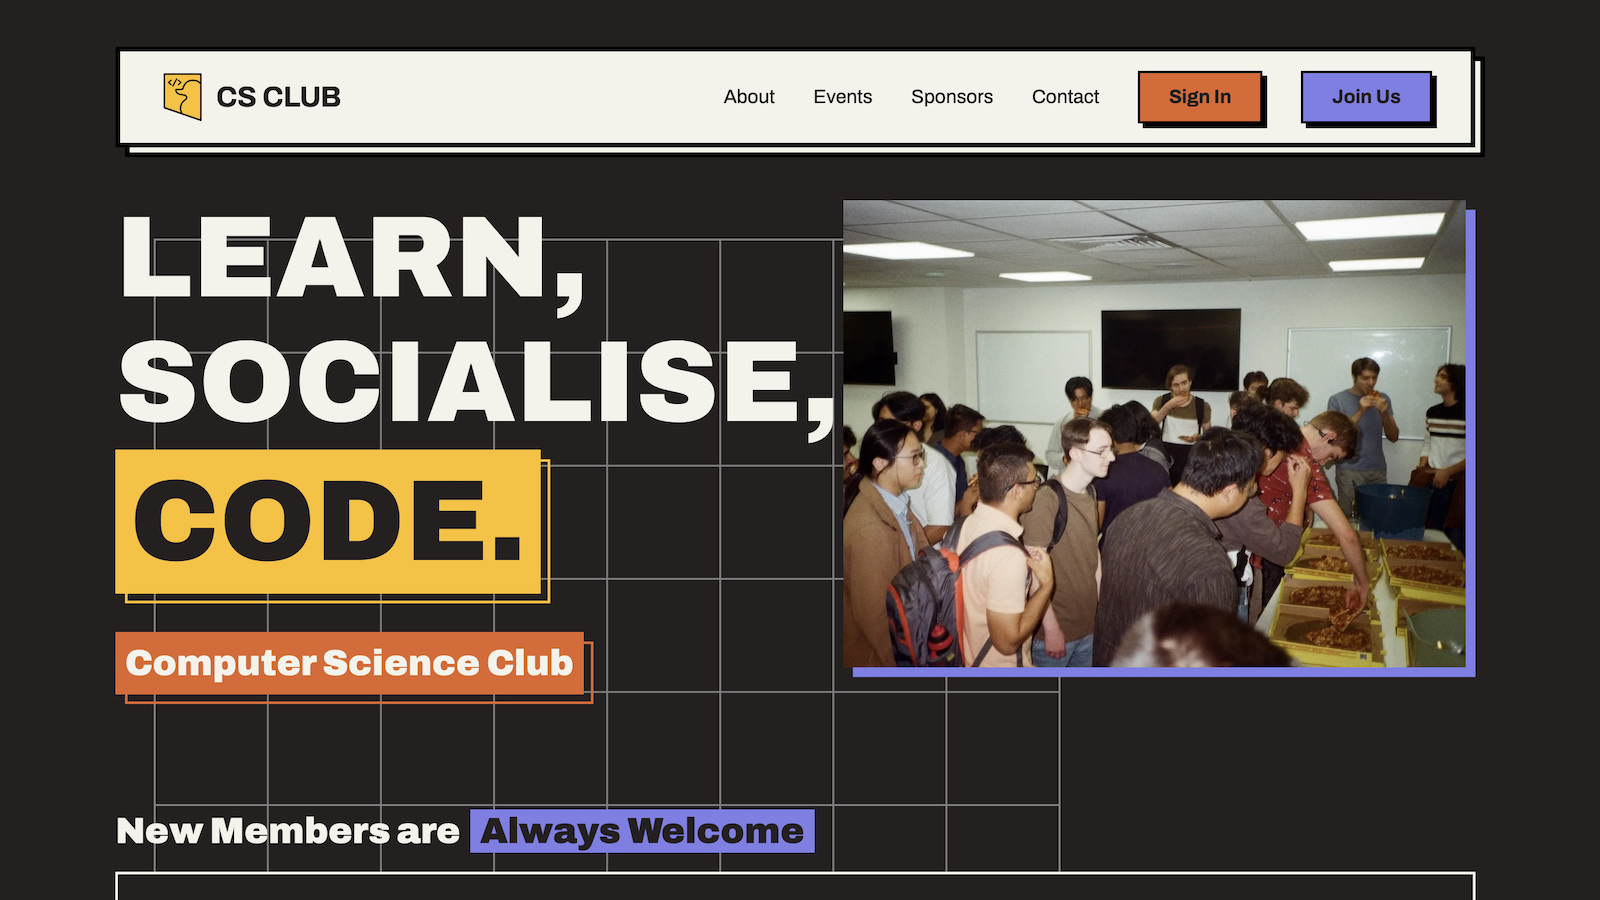 CS CLUB
About
Events
Sponsors
Contact
Sign In
Join Us
LEARN,
SOCIALISE,
CODE.
Computer Science Club
New Members are Always Welcome